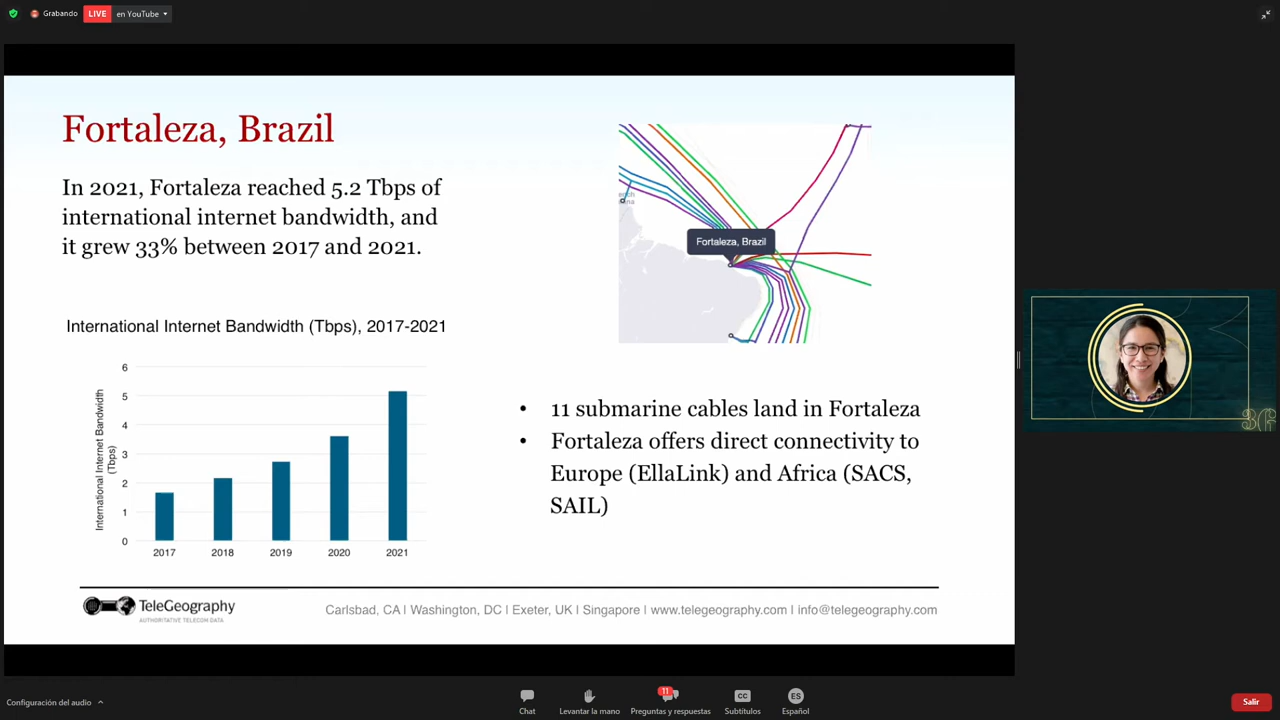 Grabando
LIVE
en YouTube
Fortaleza, Brazil
In 2021, Fortaleza reached 5.2 Tbps of
international internet bandwidth, and
it grew 33% between 2017 and 2021.
Fortaleza, Brazil
International Internet Bandwidth (Tbps), 2017-2021
International Internet Bandwidth
(Tbps)
6
5
4
3
2
1
0
2017 2018 2019 2020 2021
• 11 submarine cables land in Fortaleza
• Fortaleza offers direct connectivity to
Europe (EllaLink) and Africa (SACS,
SAIL)
TeleGeography
AUTHORITATIVE TELECOM DATA
Carlsbad, CA | Washington, DC | Exeter, UK | Singapore | www.telegeography.com | info@telegeography.com
Configuración del audio
Chat
Levantar la mano
11
Preguntas y respuestas
CC
Subtítulos
ES
Español
Salir